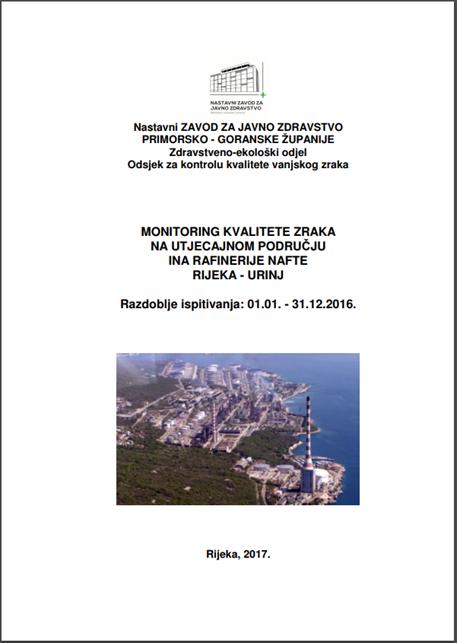 NASTAVNI ZAVOD ZA
JAVNO ZDRAVSTVO
Nastavni ZAVOD ZA JAVNO ZDRAVSTVO
PRIMORSKO - GORANSKE ŽUPANIJE
Zdravstveno-ekološki odjel
Odsjek za kontrolu kvalitete vanjskog zraka
MONITORING KVALITETE ZRAKA
NA UTJECAJNOM PODRUČJU
INA RAFINERIJE NAFTE
RIJEKA - URINJ
Razdoblje ispitivanja: 01.01. - 31.12.2016.
Rijeka, 2017.